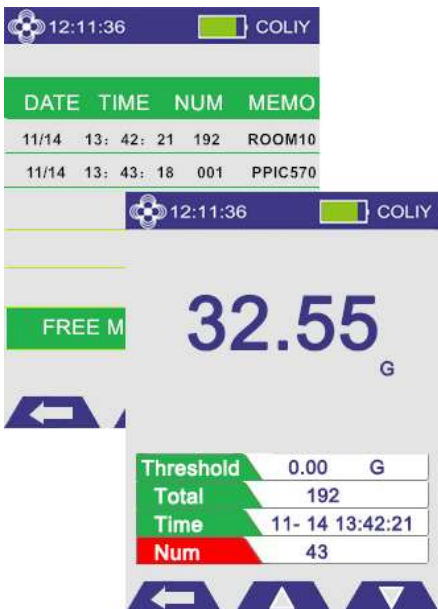 12:11:36 COLIY
DATE TIME NUM MEMO
11/14 13: 42: 21 192 ROOM10
11/14 13: 43: 18 001 PPIC570
FREE M
12:11:36 COLIY
32.55
G
Threshold 0.00 G
Total 192
Time 11- 14 13:42:21
Num 43